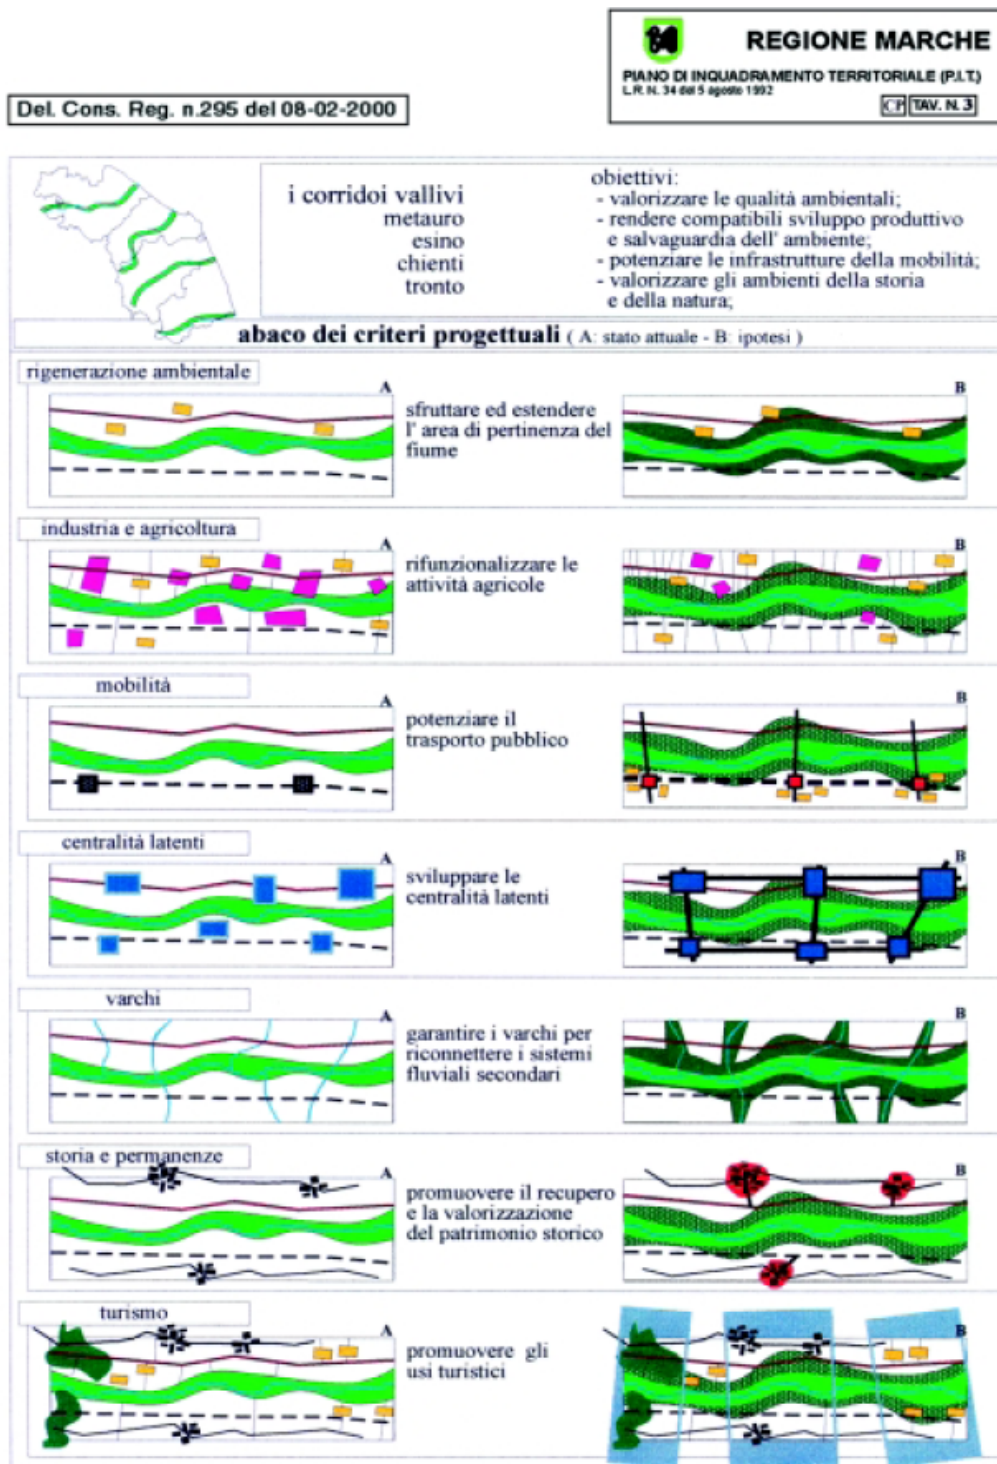 REGIONE MARCHE
PIANO DI INQUADRAMENTO TERRITORIALE (P.I.T.)
L.R. N. 34 del 5 agosto 1992
CP TAV. N. 3
Del. Cons. Reg. n.295 del 08-02-2000
i corridoi vallivi
metauro
esino
chienti
tronto
obiettivi:
- valorizzare le qualità ambientali;
- rendere compatibili sviluppo produttivo
e salvaguardia dell' ambiente;
- potenziare le infrastrutture della mobilità;
- valorizzare gli ambienti della storia
e della natura;
abaco dei criteri progettuali ( A: stato attuale - B: ipotesi )
rigenerazione ambientale
A
sfruttare ed estendere
l' area di pertinenza del
fiume
B
industria e agricoltura
A
rifunzionalizzare le
attività agricole
B
mobilità
A
potenziare il
trasporto pubblico
B
centralità latenti
A
sviluppare le
centralità latenti
B
varchi
A
garantire i varchi per
riconnettere i sistemi
fluviali secondari
B
storia e permanenze
A
promuovere il recupero
e la valorizzazione
del patrimonio storico
B
turismo
A
promuovere gli
usi turistici
B